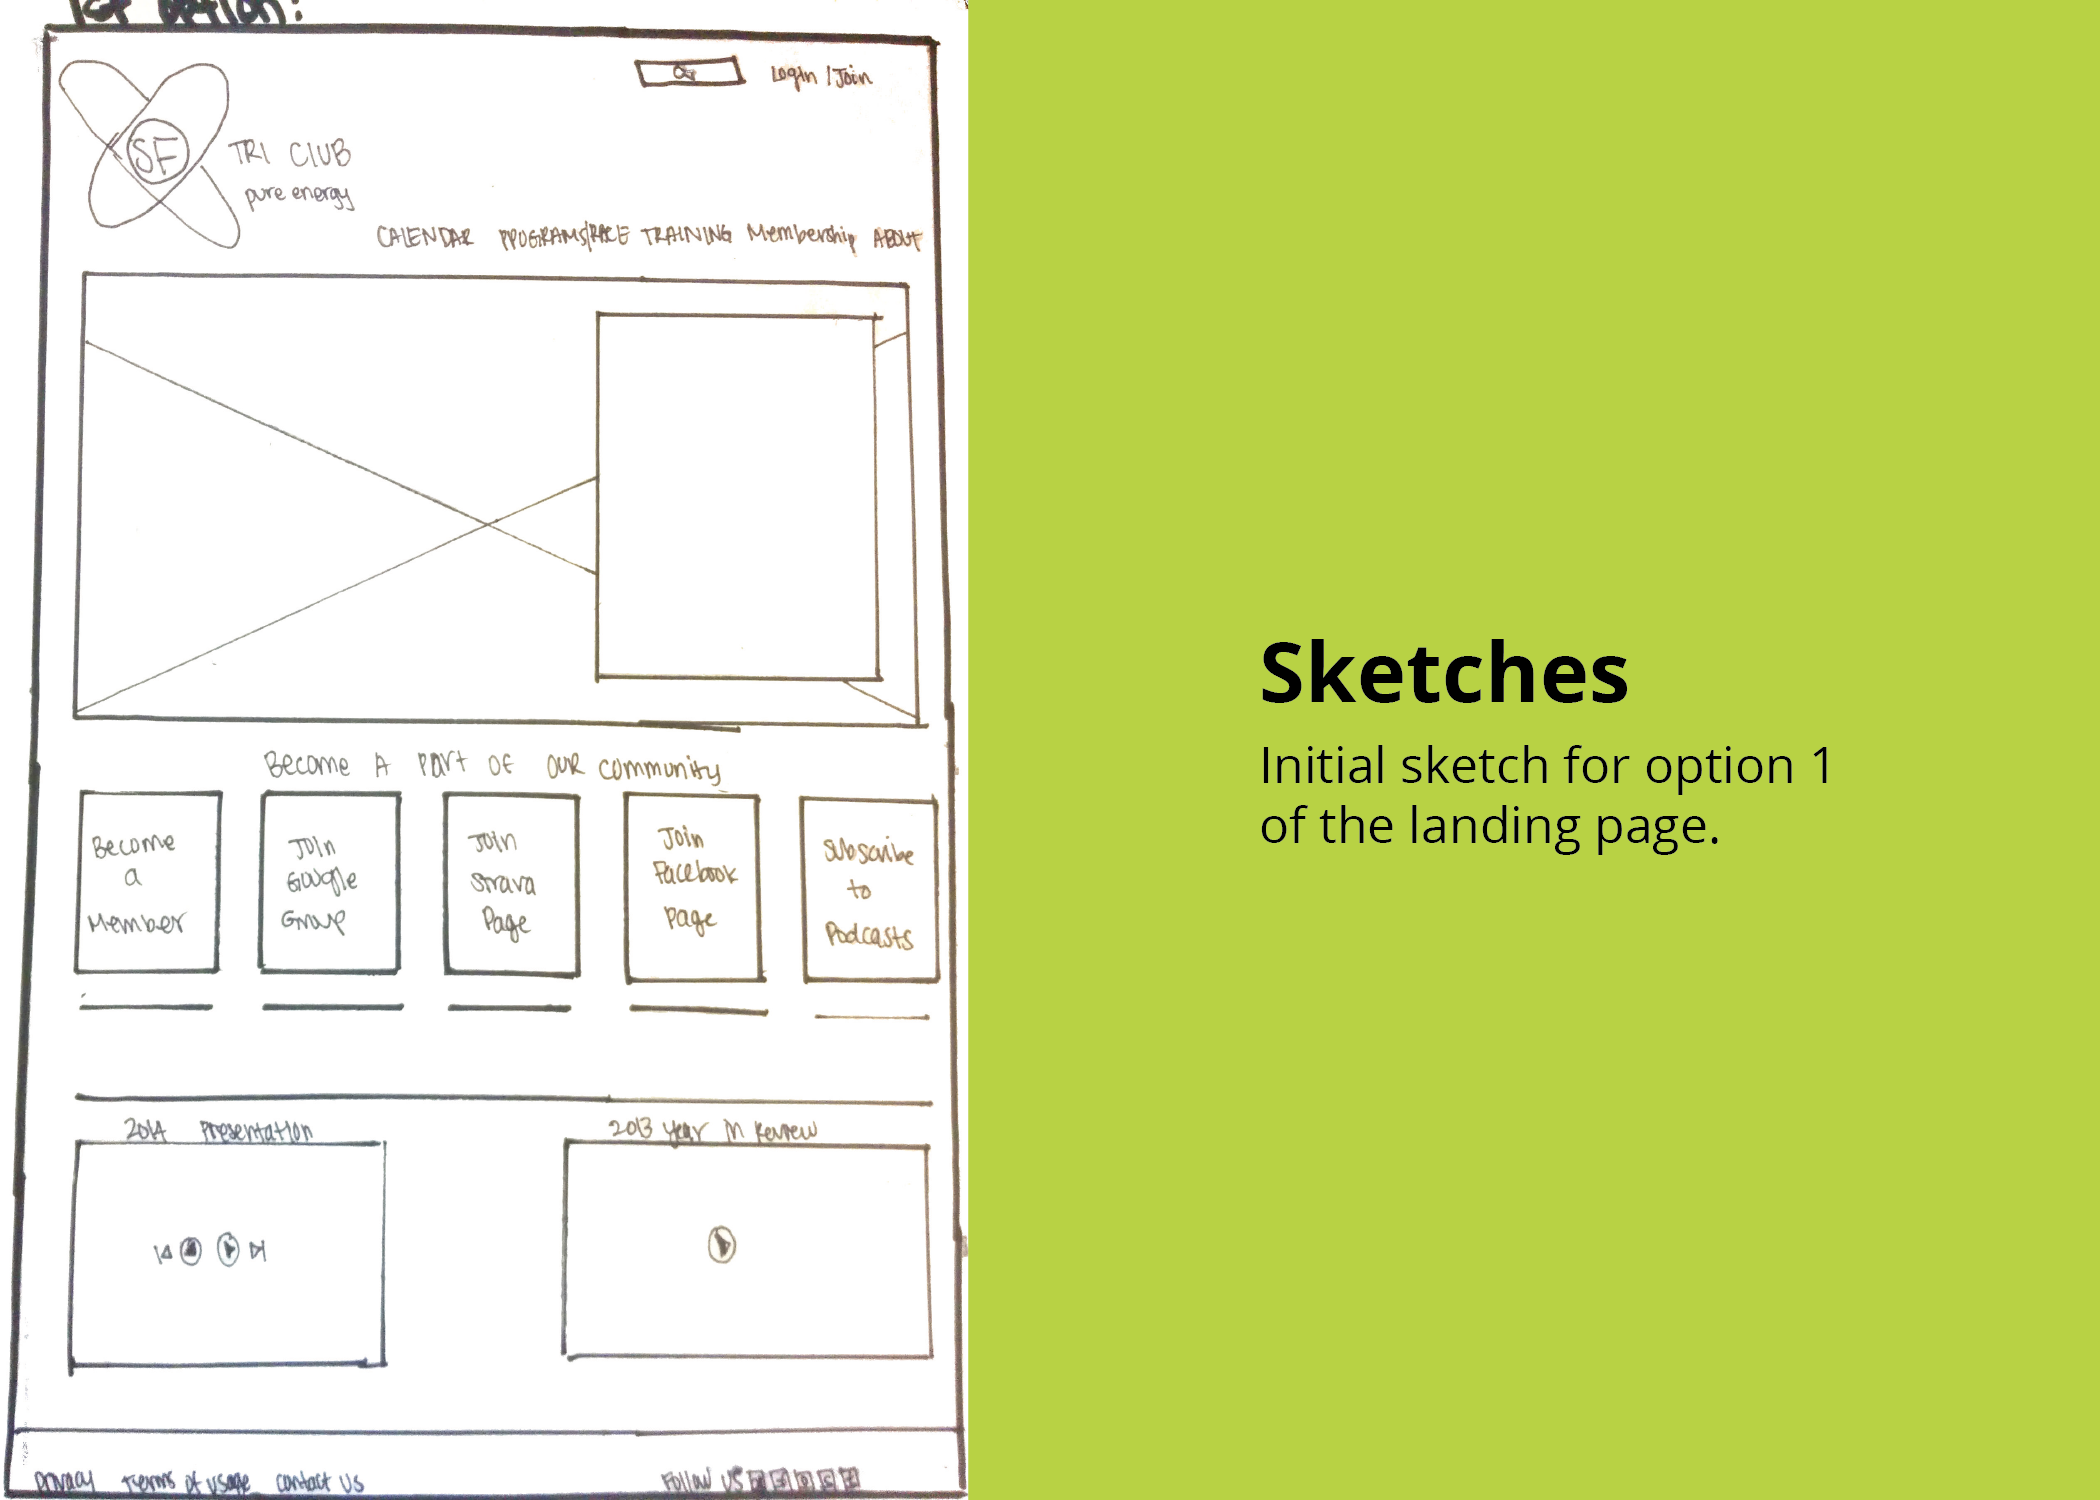 1st option:
Login / Join
SF
TRI CLUB
pure energy
CALENDAR PROGRAMS/RACE TRAINING Membership ABOUT
Become A part OF OUR community
Become
a
Member
Join
Google
Group
Join
Strava
Page
Join
Facebook
page
Subscribe
to
Podcasts
2014 Presentation
2013 year in Review
privacy Terms of usage contact us
Follow US
Sketches
Initial sketch for option 1
of the landing page.